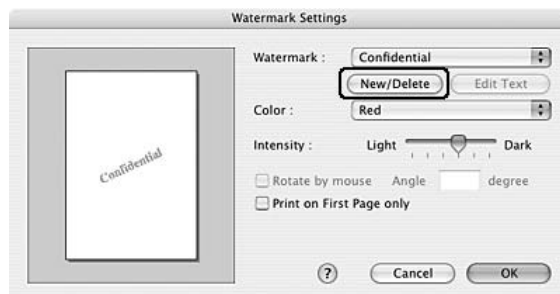 Watermark Settings
Watermark : Confidential
New/Delete Edit Text
Color : Red
Confidential
Intensity : Light Dark
Rotate by mouse Angle degree
Print on First Page only
? Cancel OK